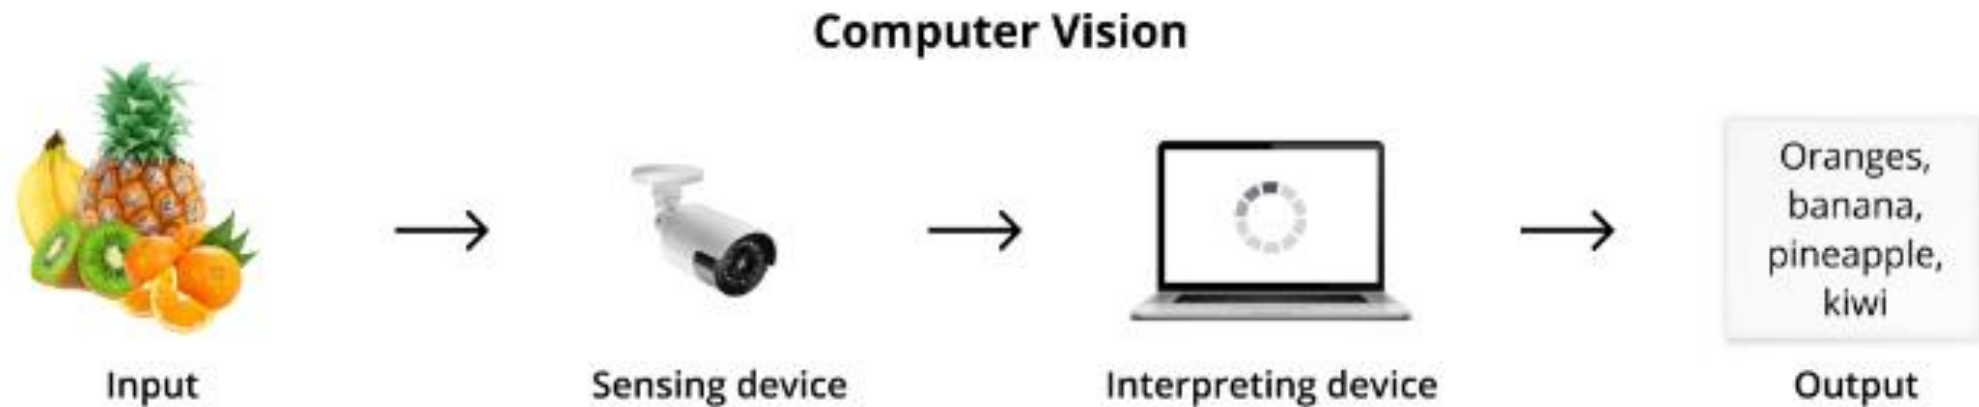 Computer Vision
Oranges,
banana,
pineapple,
kiwi
Input
Sensing device
Interpreting device
Output